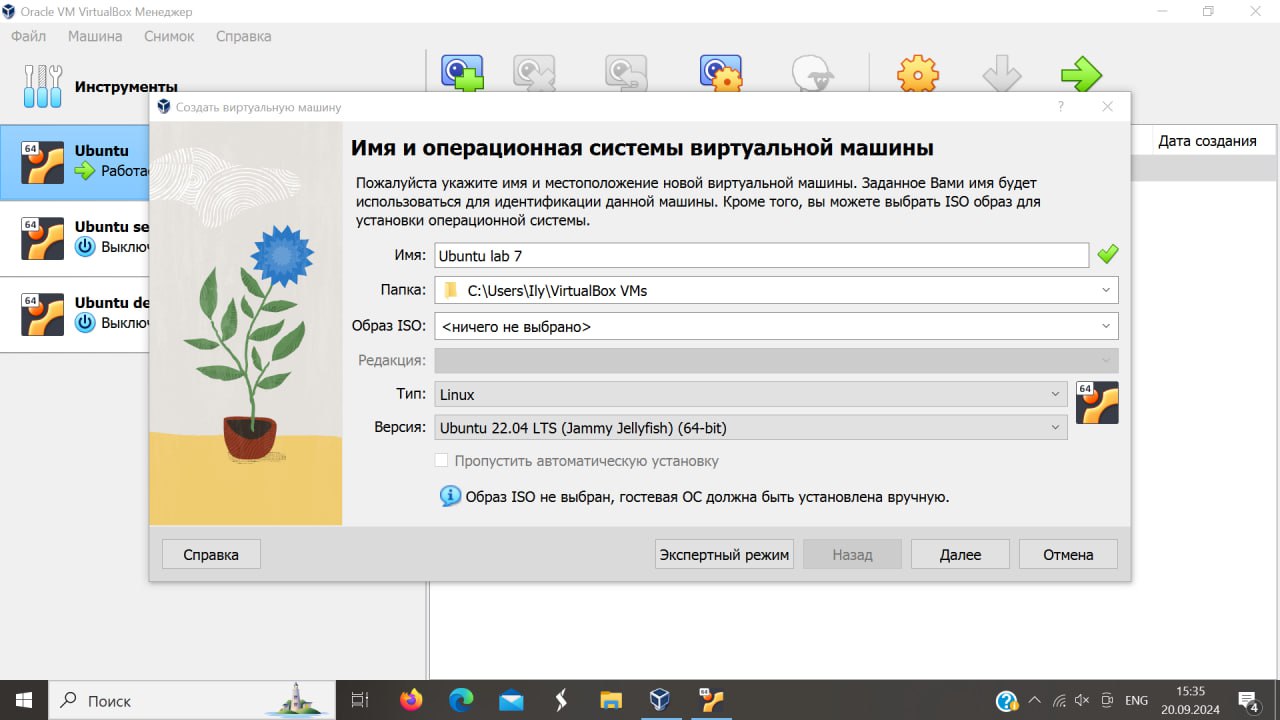 Oracle VM VirtualBox Менеджер
Файл Машина Снимок Справка
Инструменты
Создать виртуальную машину
?
64
Ubuntu
64
Ubuntu
64
Ubuntu
Дата создания
Имя и операционная системы виртуальной машины
Пожалуйста укажите имя и местоположение новой виртуальной машины. Заданное Вами имя будет
использоваться для идентификации данной машины. Кроме того, вы можете выбрать ISO образ для
установки операционной системы.
Имя: Ubuntu lab 7
Папка: C:\Users\Ily\VirtualBox VMs
Образ ISO: <ничего не выбрано>
Редакция:
Тип: Linux
64
Версия: Ubuntu 22.04 LTS (Jammy Jellyfish) (64-bit)
Пропустить автоматическую установку
Образ ISO не выбран, гостевая ОС должна быть установлена вручную.
Справка Экспертный режим Назад Далее Отмена
Поиск
ENG
15:35
20.09.2024
4